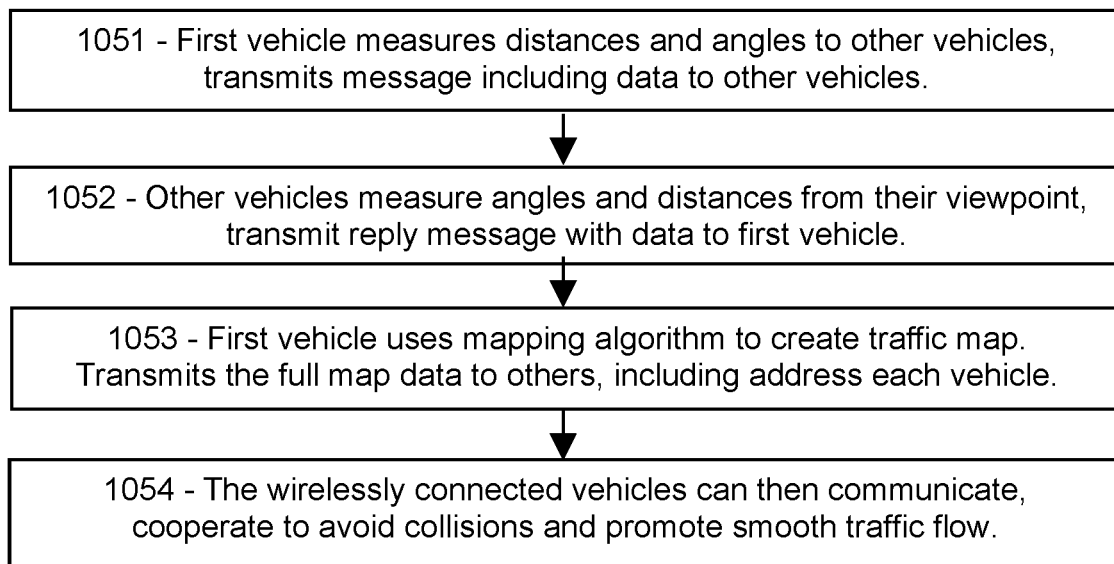 1051 - First vehicle measures distances and angles to other vehicles,
transmits message including data to other vehicles.
1052 - Other vehicles measure angles and distances from their viewpoint,
transmit reply message with data to first vehicle.
1053 - First vehicle uses mapping algorithm to create traffic map.
Transmits the full map data to others, including address each vehicle.
1054 - The wirelessly connected vehicles can then communicate,
cooperate to avoid collisions and promote smooth traffic flow.